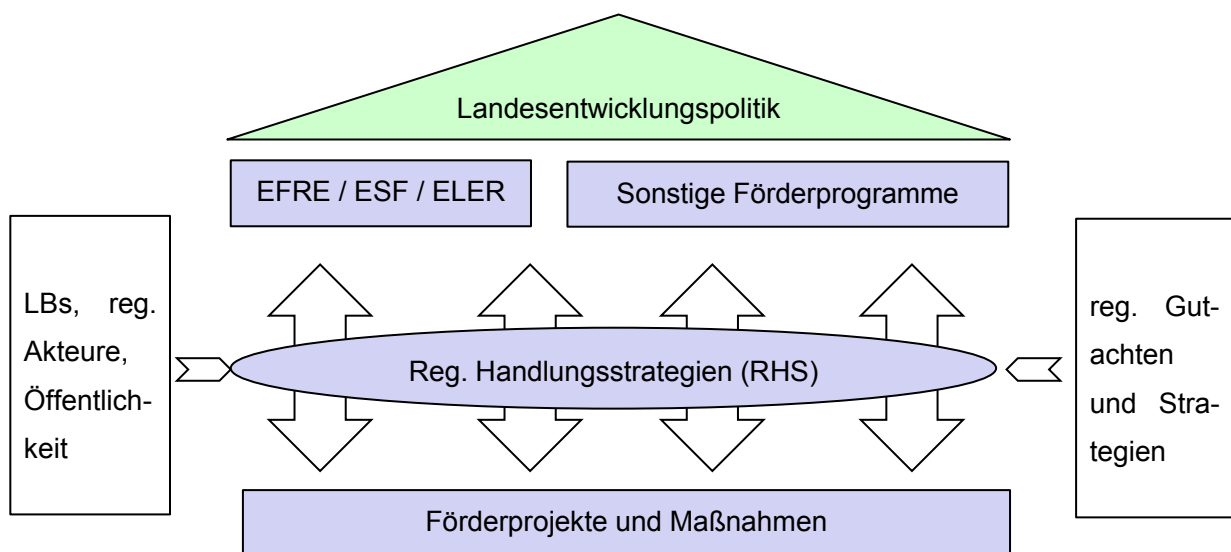 Landesentwicklungspolitik
EFRE / ESF / ELER
Sonstige Förderprogramme
LBs, reg.
Akteure,
Öffentlich-
keit
Reg. Handlungsstrategien (RHS)
reg. Gut-
achten
und Stra-
tegien
Förderprojekte und Maßnahmen